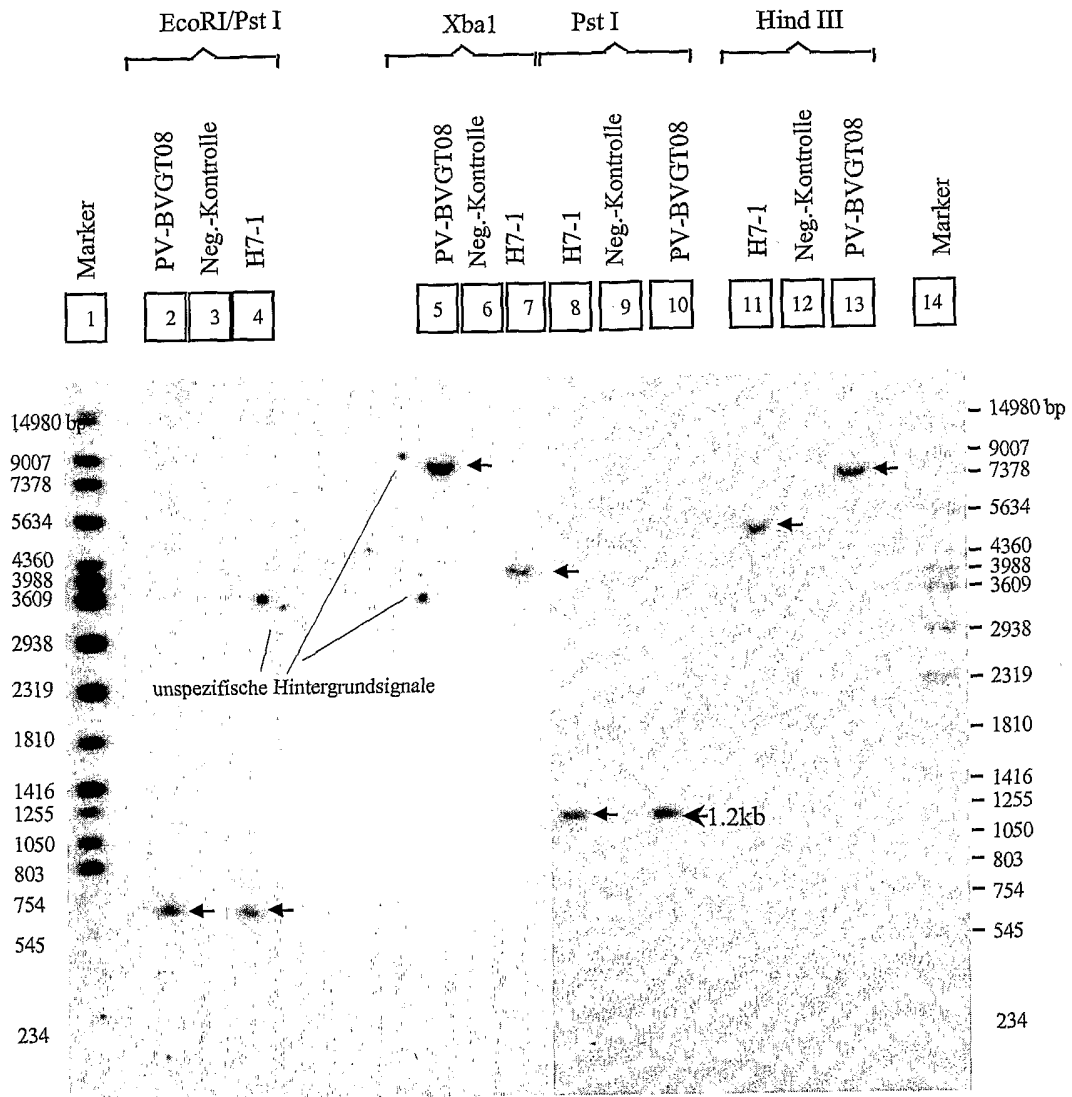 EcoRI/Pst I
Xba1
Pst I
Hind III
Marker
PV-BVGT08
Neg.-Kontrolle
H7-1
PV-BVGT08
Neg.-Kontrolle
H7-1
H7-1
Neg.-Kontrolle
PV-BVGT08
H7-1
Neg.-Kontrolle
PV-BVGT08
Marker
1
2
3
4
5
6
7
8
9
10
11
12
13
14
14980 bp
9007
7378
5634
4360
3988
3609
2938
2319
1810
1416
1255
1050
803
754
545
234
unspezifische Hintergrundsignale
1.2kb
14980 bp
9007
7378
5634
4360
3988
3609
2938
2319
1810
1416
1255
1050
803
754
545
234